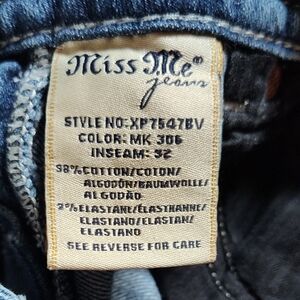 Miss Me
jeans
STYLE NO:XP7547BV
COLOR: MK 306
INSEAM: 32
98%COTTON/COTON/
ALGODÓN/BAUMWOLLE/
ALGODÃO
2%ELASTANE/ÉLASTHANNE/
ELASTANO/ELASTAN/
ELASTANO
SEE REVERSE FOR CARE